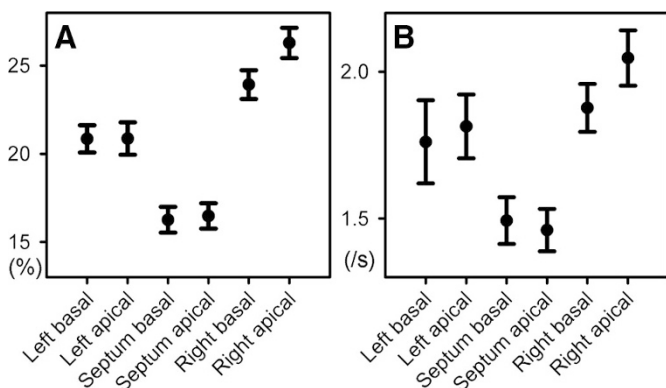 A
25
20
15
(%)
Left basal
Left apical
Septum basal
Septum apical
Right basal
Right apical
B
2.0
1.5
(/s)
Left basal
Left apical
Septum basal
Septum apical
Right basal
Right apical